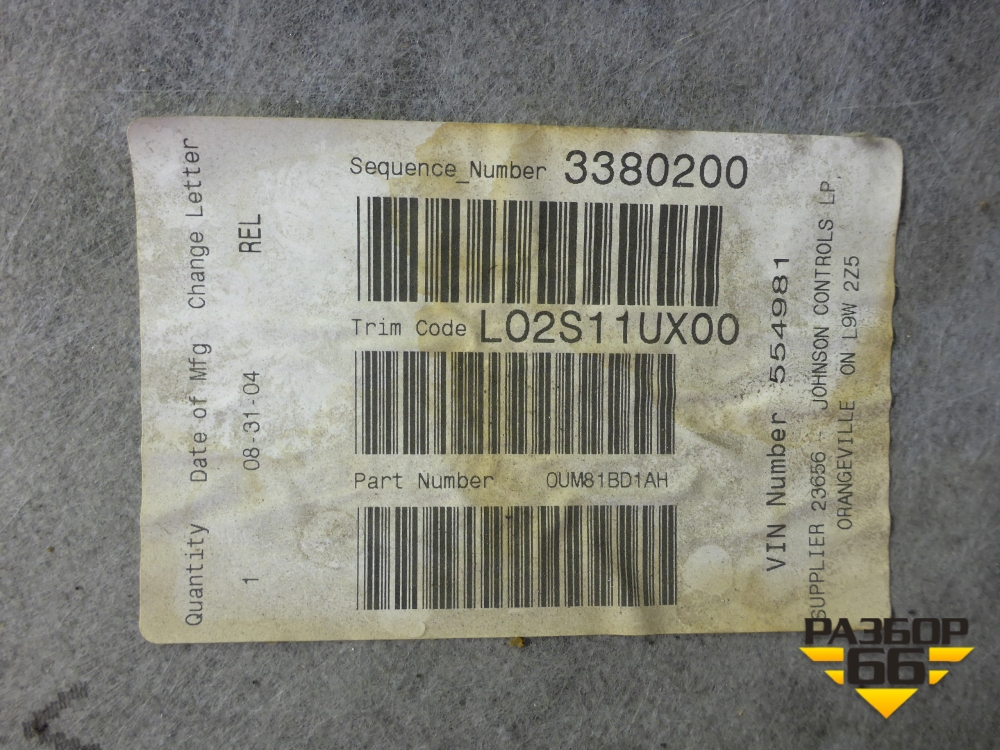 Sequence_Number 3380200
Trim Code L02S11UX00
Part Number 0UM81BD1AH
Quantity Date of Mfg Change Letter
1 08-31-04 REL
VIN Number 554981
SUPPLIER 23656 - JOHNSON CONTROLS LP.
ORANGEVILLE ON L9W 2Z5
РАЗБОР
66